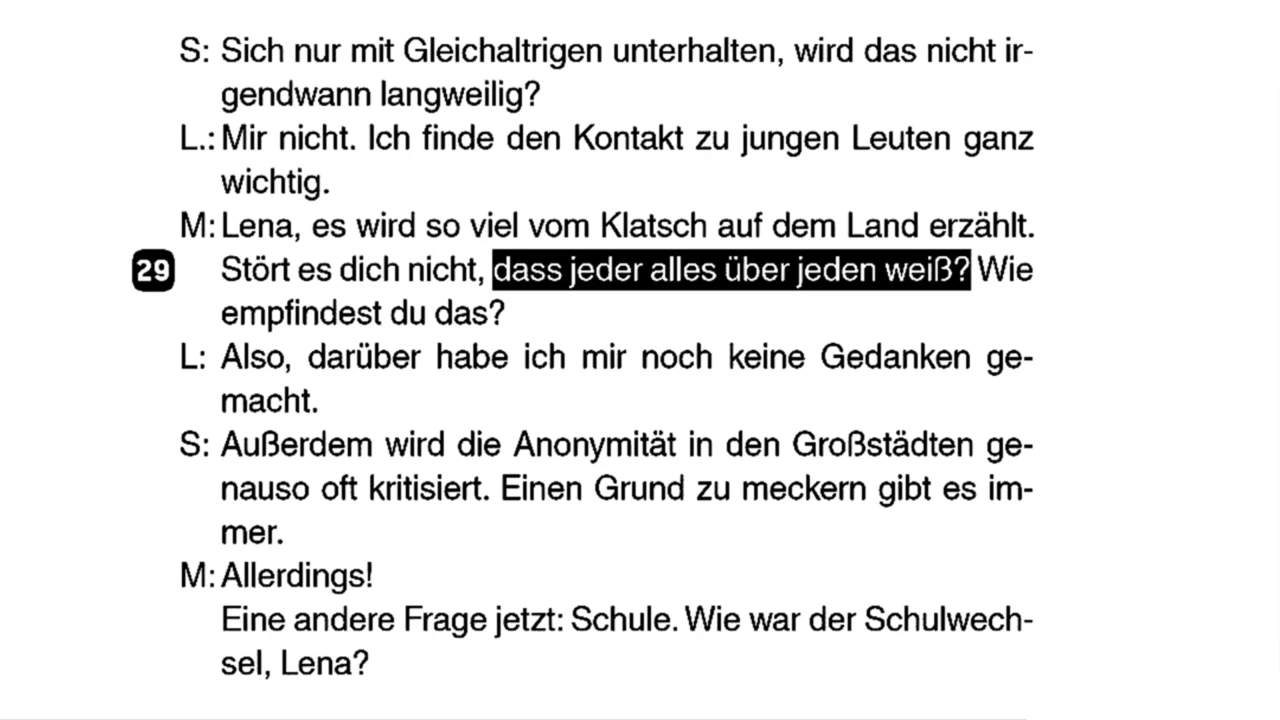 S: Sich nur mit Gleichaltrigen unterhalten, wird das nicht ir-
gendwann langweilig?
L.: Mir nicht. Ich finde den Kontakt zu jungen Leuten ganz
wichtig.
M: Lena, es wird so viel vom Klatsch auf dem Land erzählt.
29 Stört es dich nicht, dass jeder alles über jeden weiß? Wie
empfindest du das?
L: Also, darüber habe ich mir noch keine Gedanken ge-
macht.
S: Außerdem wird die Anonymität in den Großstädten ge-
nauso oft kritisiert. Einen Grund zu meckern gibt es im-
mer.
M: Allerdings!
Eine andere Frage jetzt: Schule. Wie war der Schulwech-
sel, Lena?